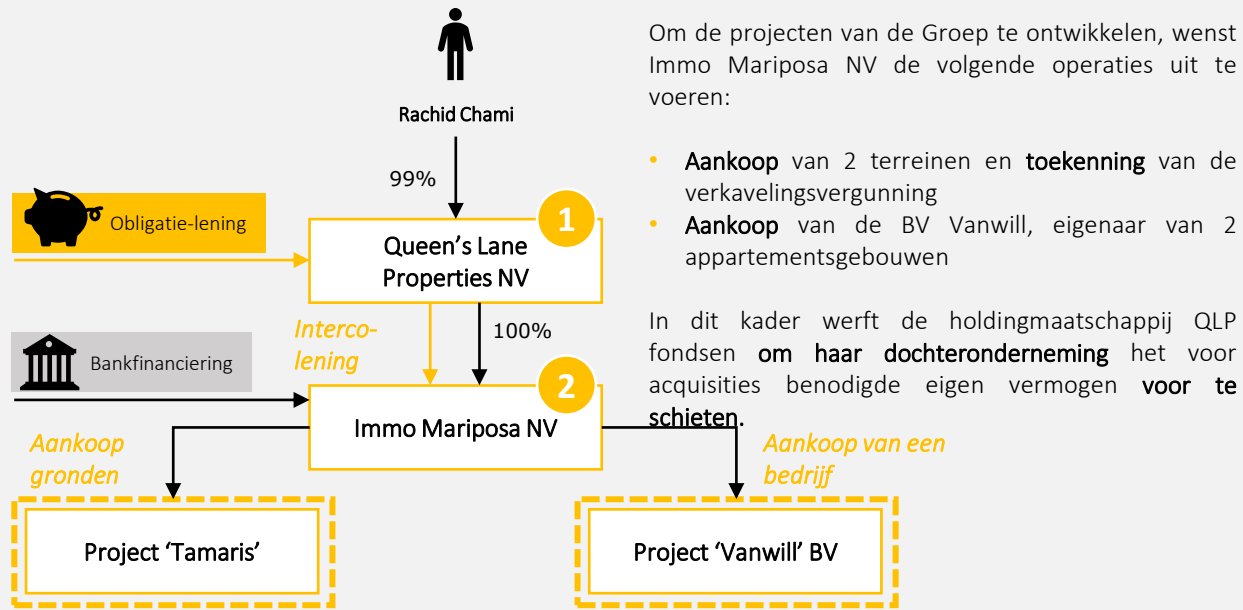 Rachid Chami
99%
Obligatie-lening
1
Queen's Lane
Properties NV
Interco-
lening
100%
Bankfinanciering
2
Immo Mariposa NV
Aankoop
gronden
Aankoop van een
bedrijf
Project ‘Tamaris’
Project ‘Vanwill’ BV
Om de projecten van de Groep te ontwikkelen, wenst
Immo Mariposa NV de volgende operaties uit te
voeren:
• Aankoop van 2 terreinen en toekenning van de
verkavelingsvergunning
• Aankoop van de BV Vanwill, eigenaar van 2
appartementsgebouwen
In dit kader werft de holdingmaatschappij QLP
fondsen om haar dochteronderneming het voor
acquisities benodigde eigen vermogen voor te
schieten.